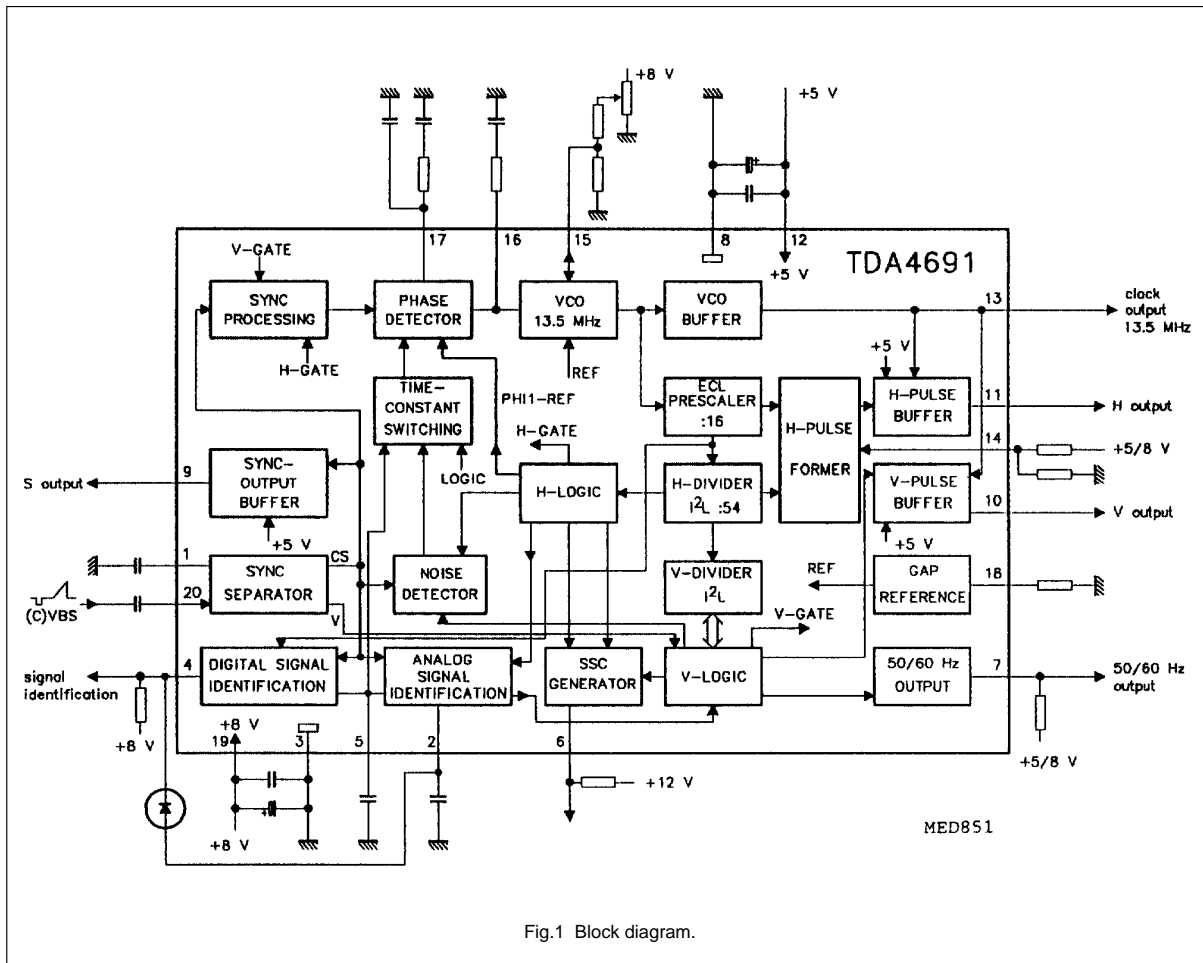 +8 V
+5 V
17
16
15
8
12
V-GATE
+5 V
TDA4691
SYNC
PROCESSING
PHASE
DETECTOR
VCO
13.5 MHz
VCO
BUFFER
13
clock
output
13.5 MHz
H-GATE
REF
+5 V
TIME-
CONSTANT
SWITCHING
PHI1-REF
ECL
PRESCALER
:16
H-PULSE
FORMER
H-PULSE
BUFFER
11
H output
H-GATE
14
+5/8 V
9
S output
SYNC-
OUTPUT
BUFFER
LOGIC
H-LOGIC
H-DIVIDER
I²L :54
V-PULSE
BUFFER
10
V output
+5 V
+5 V
1
CS
SYNC
SEPARATOR
NOISE
DETECTOR
V-DIVIDER
I²L
REF
GAP
REFERENCE
18
20
(C)VBS
V
V-GATE
4
signal
identification
DIGITAL SIGNAL
IDENTIFICATION
ANALOG
SIGNAL
IDENTIFICATION
SSC
GENERATOR
V-LOGIC
50/60 Hz
OUTPUT
7
50/60 Hz
output
+8 V
+8 V
19
3
5
2
6
+5/8 V
+12 V
+8 V
MED851
Fig.1 Block diagram.